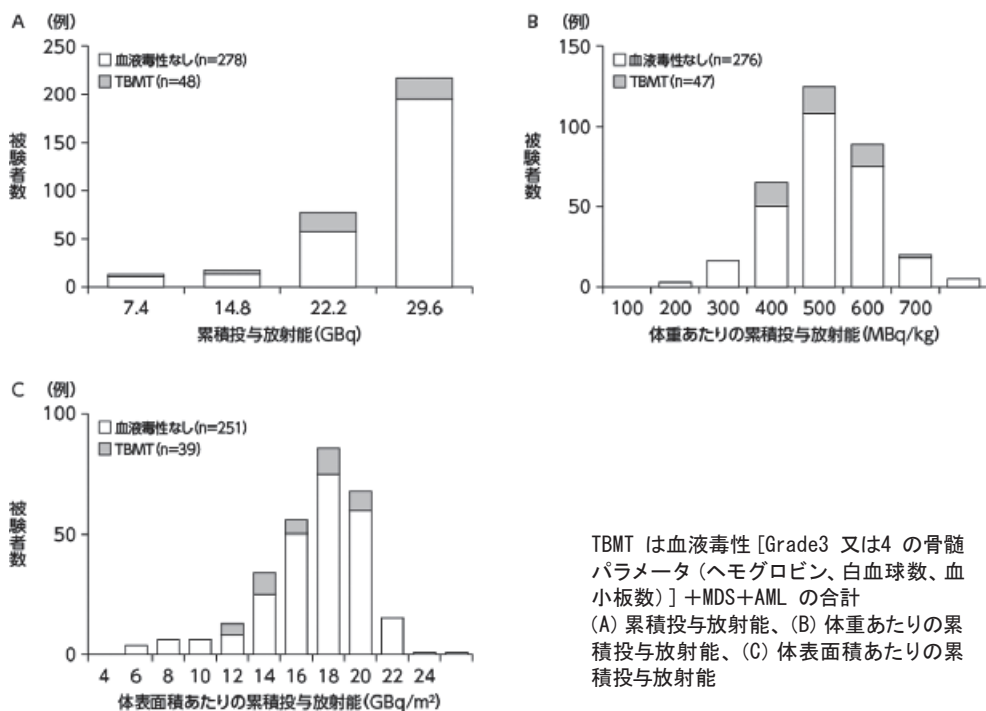 A (例)
250
200
150
100
50
0
被験者数
血液毒性なし(n=278)
TBMT(n=48)
7.4 14.8 22.2 29.6
累積投与放射能(GBq)
B (例)
150
100
50
0
被験者数
血液毒性なし(n=276)
TBMT(n=47)
100 200 300 400 500 600 700
体重あたりの累積投与放射能(MBq/kg)
C (例)
100
50
0
被験者数
血液毒性なし(n=251)
TBMT(n=39)
4 6 8 10 12 14 16 18 20 22 24
体表面積あたりの累積投与放射能(GBq/m²)
TBMT は血液毒性[Grade3 又は4 の骨髄
パラメータ(ヘモグロビン、白血球数、血
小板数)]+MDS+AML の合計
(A)累積投与放射能、(B)体重あたりの累
積投与放射能、(C)体表面積あたりの累
積投与放射能